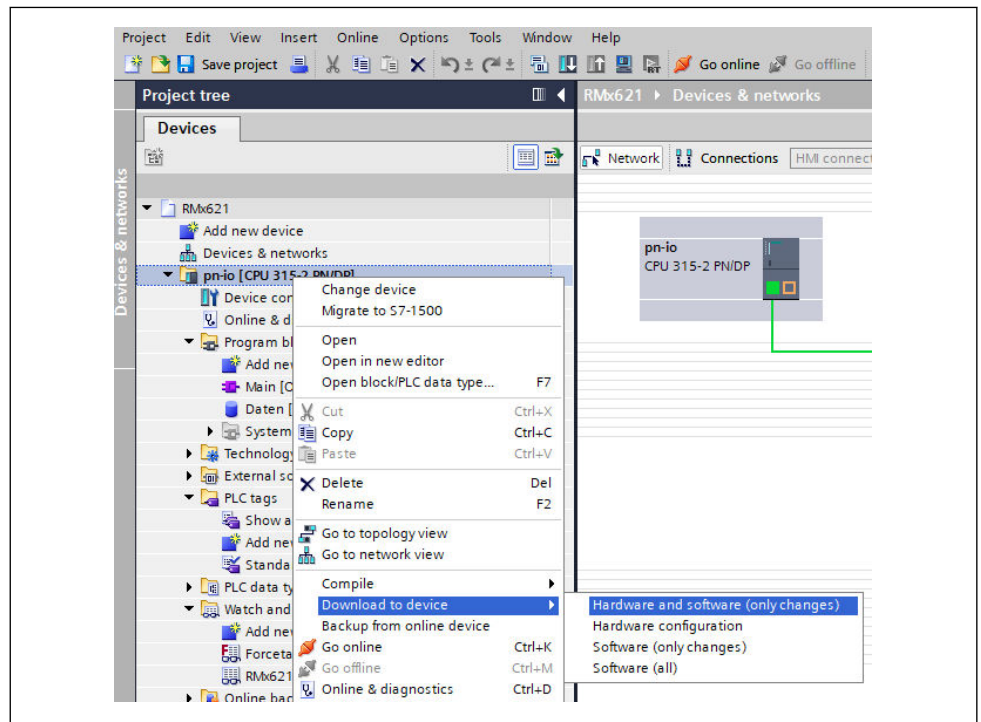 Project Edit View Insert Online Options Tools Window Help
Save project Go online Go offline
Project tree
RMx621 Devices & networks
Devices
Network Connections HMI connect
Devices & networks
RMx621
Add new device
Devices & networks
pn-io [CPU 315-2 PN/DP]
Device con
Online & d
Program bl
Add new
Main [O
Daten [
System
Technology
External so
PLC tags
Show a
Add new
Standa
PLC data ty
Watch and
Add new
Forceta
RMx621
Online bac
pn-io
CPU 315-2 PN/DP
Change device
Migrate to S7-1500
Open
Open in new editor
Open block/PLC data type... F7
Cut Ctrl+X
Copy Ctrl+C
Paste Ctrl+V
Delete Del
Rename F2
Go to topology view
Go to network view
Compile
Download to device
Backup from online device
Go online Ctrl+K
Go offline Ctrl+M
Online & diagnostics Ctrl+D
Hardware and software (only changes)
Hardware configuration
Software (only changes)
Software (all)